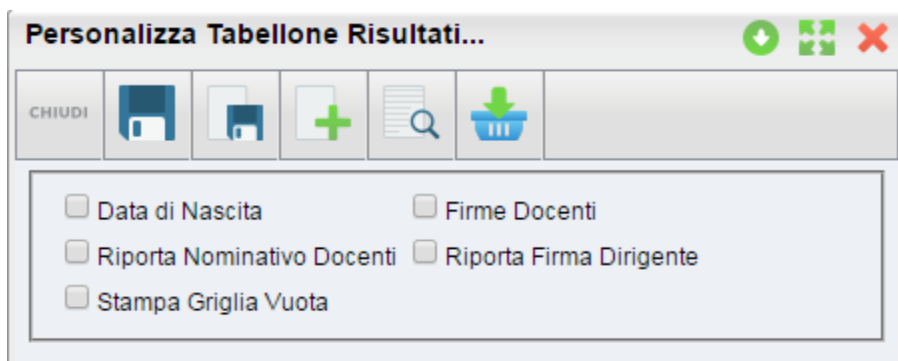 Personalizza Tabellone Risultati...
CHIUDI
Data di Nascita Firme Docenti
Riporta Nominativo Docenti Riporta Firma Dirigente
Stampa Griglia Vuota